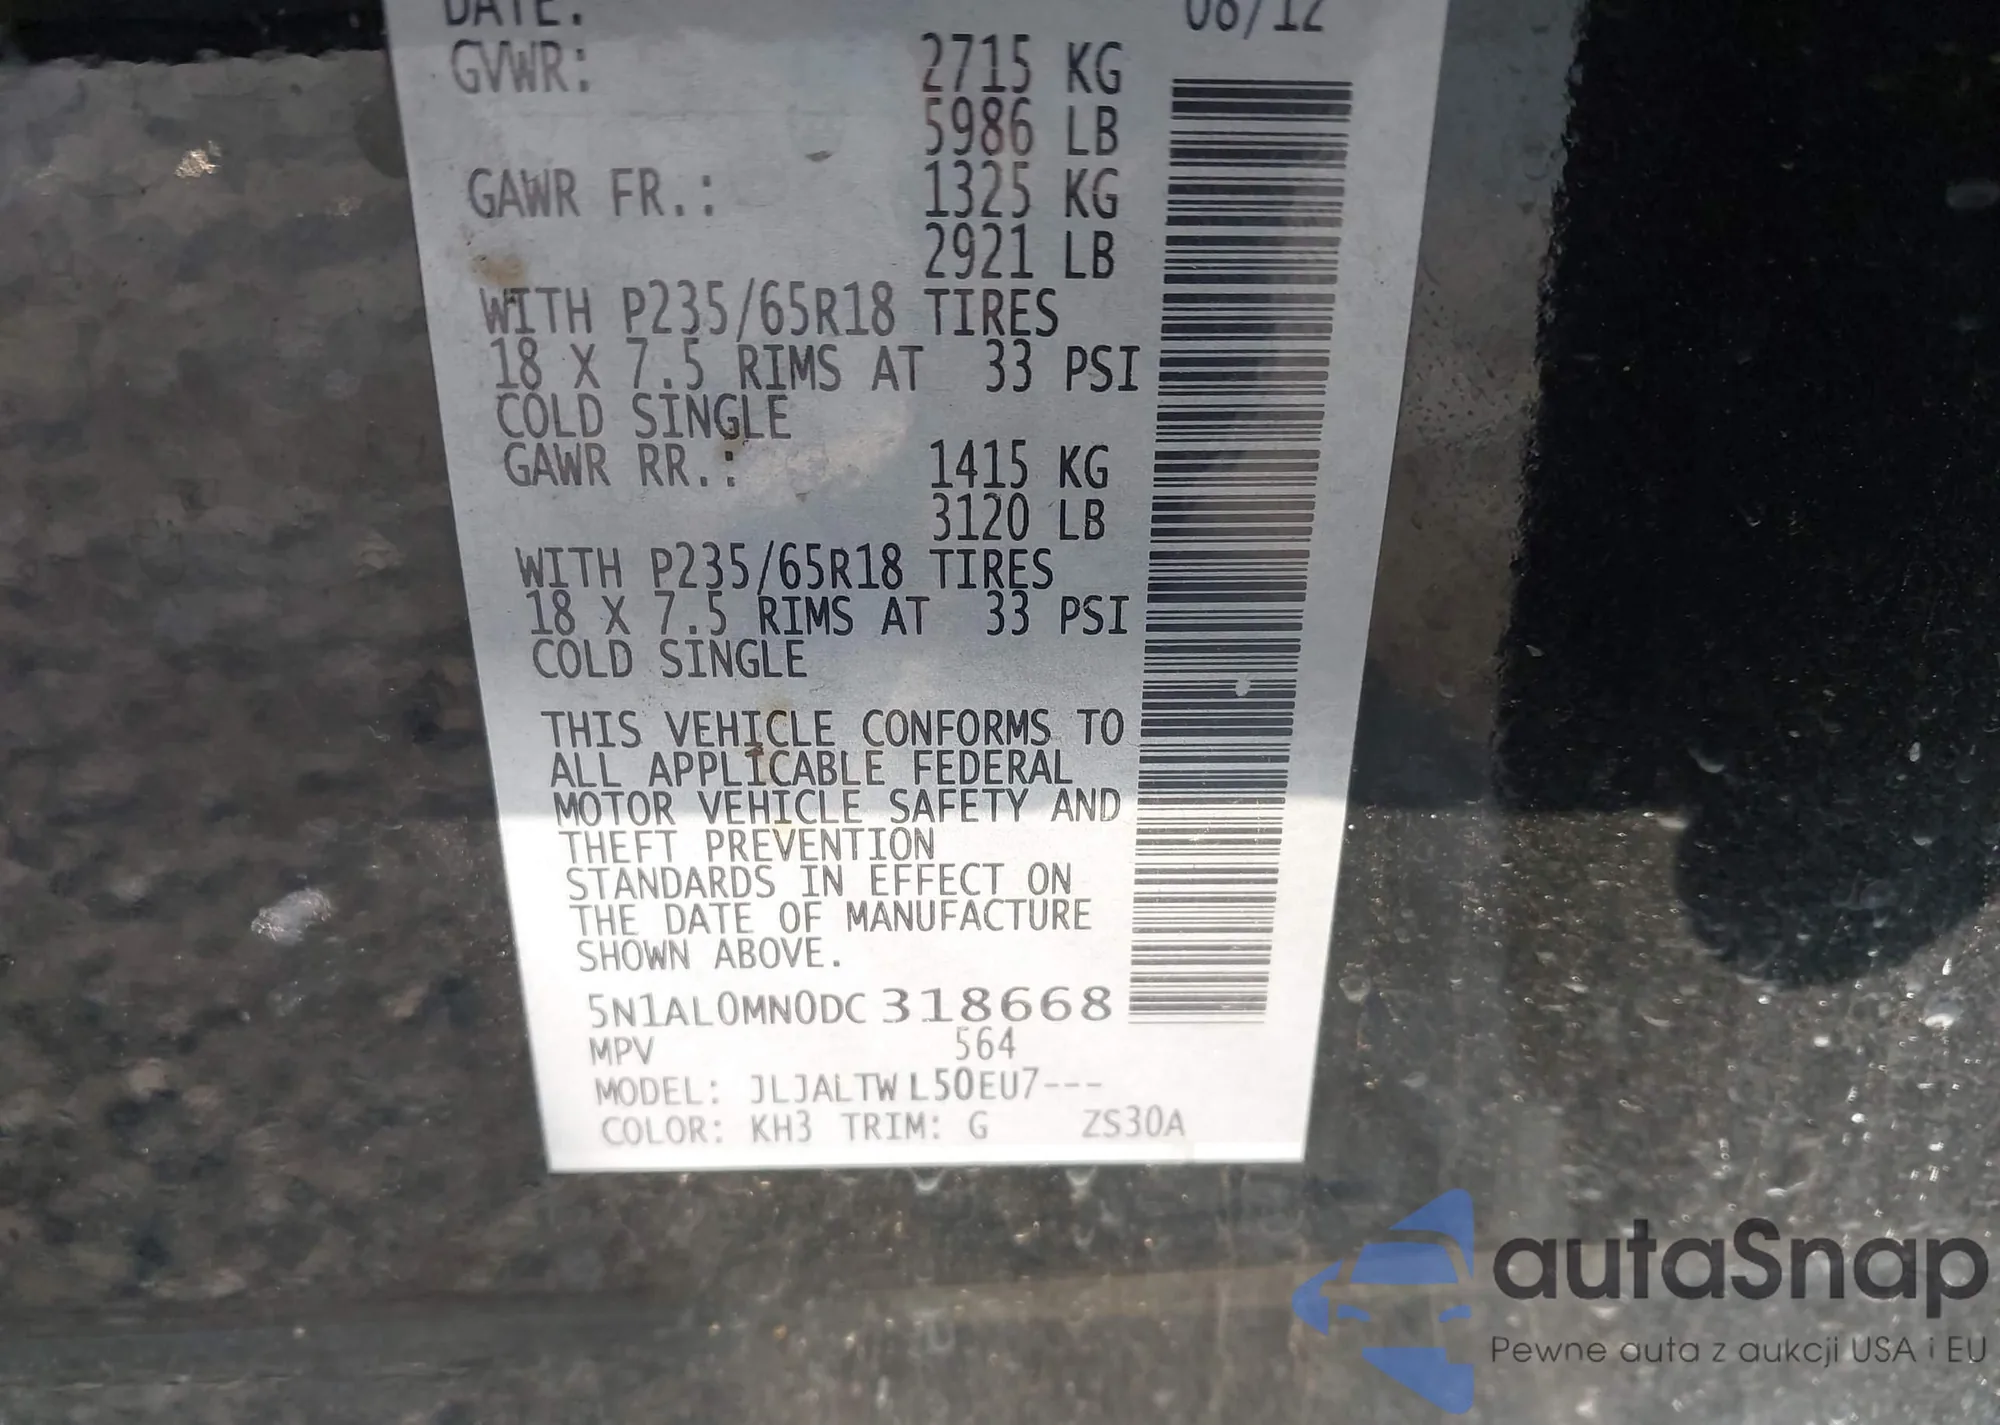 DATE: 08/12
GVWR: 2715 KG
5986 LB
GAWR FR.: 1325 KG
2921 LB
WITH P235/65R18 TIRES
18 X 7.5 RIMS AT 33 PSI
COLD SINGLE
GAWR RR.: 1415 KG
3120 LB
WITH P235/65R18 TIRES
18 X 7.5 RIMS AT 33 PSI
COLD SINGLE
THIS VEHICLE CONFORMS TO
ALL APPLICABLE FEDERAL
MOTOR VEHICLE SAFETY AND
THEFT PREVENTION
STANDARDS IN EFFECT ON
THE DATE OF MANUFACTURE
SHOWN ABOVE.
5N1AL0MN0DC318668
MPV 564
MODEL: JLJALTWL50EU7---
COLOR: KH3 TRIM: G ZS30A
autaSnap
Pewne auta z aukcji USA i EU